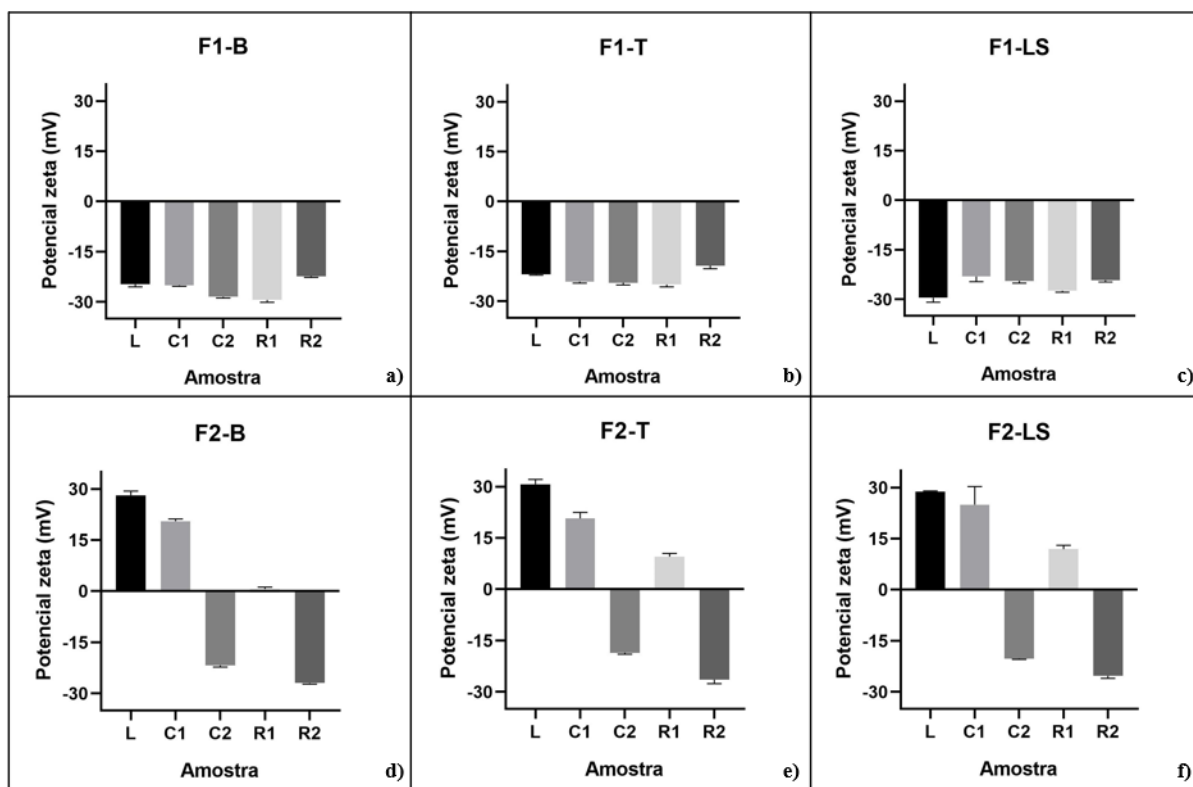 F1-B
Potencial zeta (mV)
30
15
0
-15
-30
L C1 C2 R1 R2
Amostra
a)
F1-T
Potencial zeta (mV)
30
15
0
-15
-30
L C1 C2 R1 R2
Amostra
b)
F1-LS
Potencial zeta (mV)
30
15
0
-15
-30
L C1 C2 R1 R2
Amostra
c)
F2-B
Potencial zeta (mV)
30
15
0
-15
-30
L C1 C2 R1 R2
Amostra
d)
F2-T
Potencial zeta (mV)
30
15
0
-15
-30
L C1 C2 R1 R2
Amostra
e)
F2-LS
Potencial zeta (mV)
30
15
0
-15
-30
L C1 C2 R1 R2
Amostra
f)